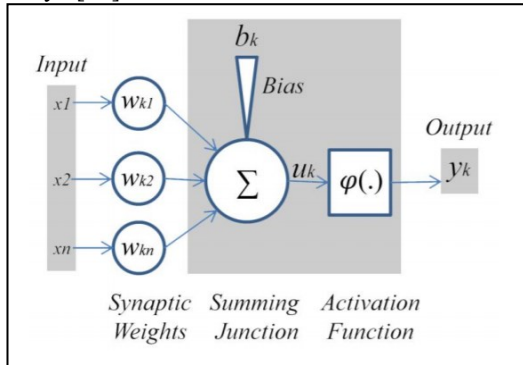 bk
Input
Bias
x1
wk1
Output
x2
wk2
∑
uk
φ(.)
yk
xn
wkn
Synaptic Summing Activation
Weights Junction Function